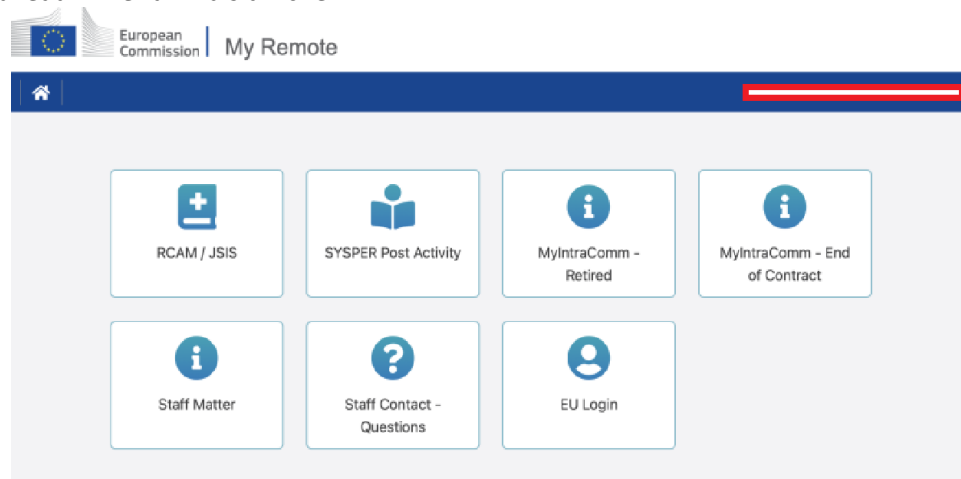 European
Commission
My Remote
RCAM / JSIS
SYSPER Post Activity
MyIntraComm -
Retired
MyIntraComm - End
of Contract
Staff Matter
Staff Contact -
Questions
EU Login